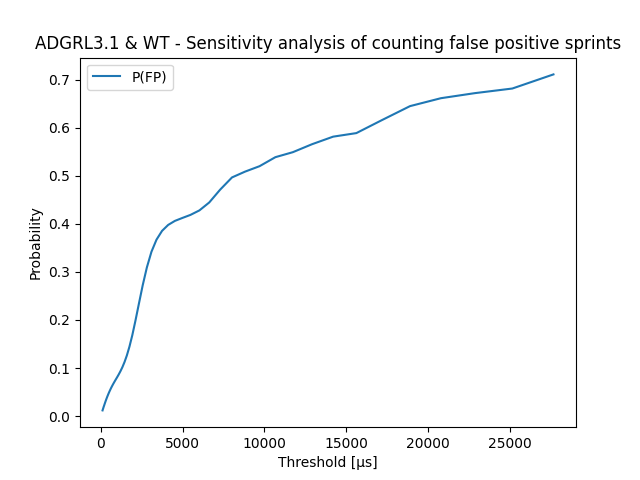 ADGRL3.1 & WT - Sensitivity analysis of counting false positive sprints
P(FP)
0.7
0.6
0.5
0.4
0.3
0.2
0.1
0.0
Probability
0 5000 10000 15000 20000 25000
Threshold [µs]